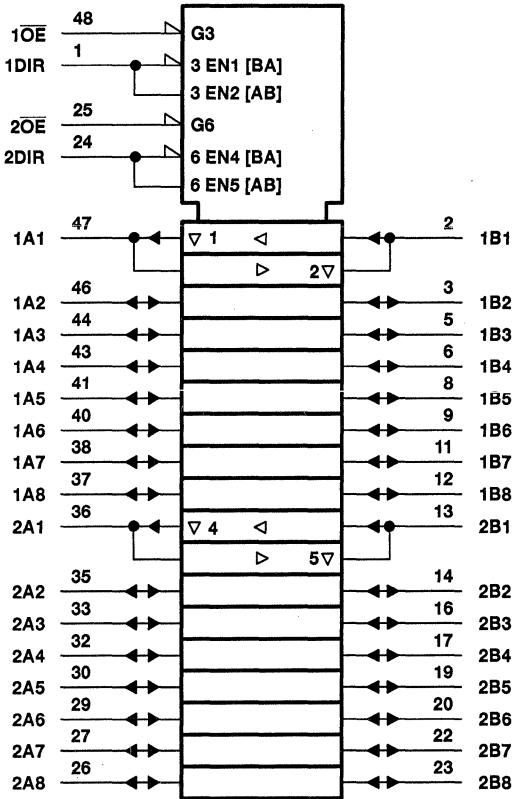 1O̅E̅ 48 G3
1DIR 1 3 EN1 [BA]
3 EN2 [AB]
2O̅E̅ 25 G6
2DIR 24 6 EN4 [BA]
6 EN5 [AB]
1A1 47 ▽ 1 ◁ 2 1B1
▷ 2 ▽
1A2 46 3 1B2
1A3 44 5 1B3
1A4 43 6 1B4
1A5 41 8 1B5
1A6 40 9 1B6
1A7 38 11 1B7
1A8 37 12 1B8
2A1 36 ▽ 4 ◁ 13 2B1
▷ 5 ▽
2A2 35 14 2B2
2A3 33 16 2B3
2A4 32 17 2B4
2A5 30 19 2B5
2A6 29 20 2B6
2A7 27 22 2B7
2A8 26 23 2B8